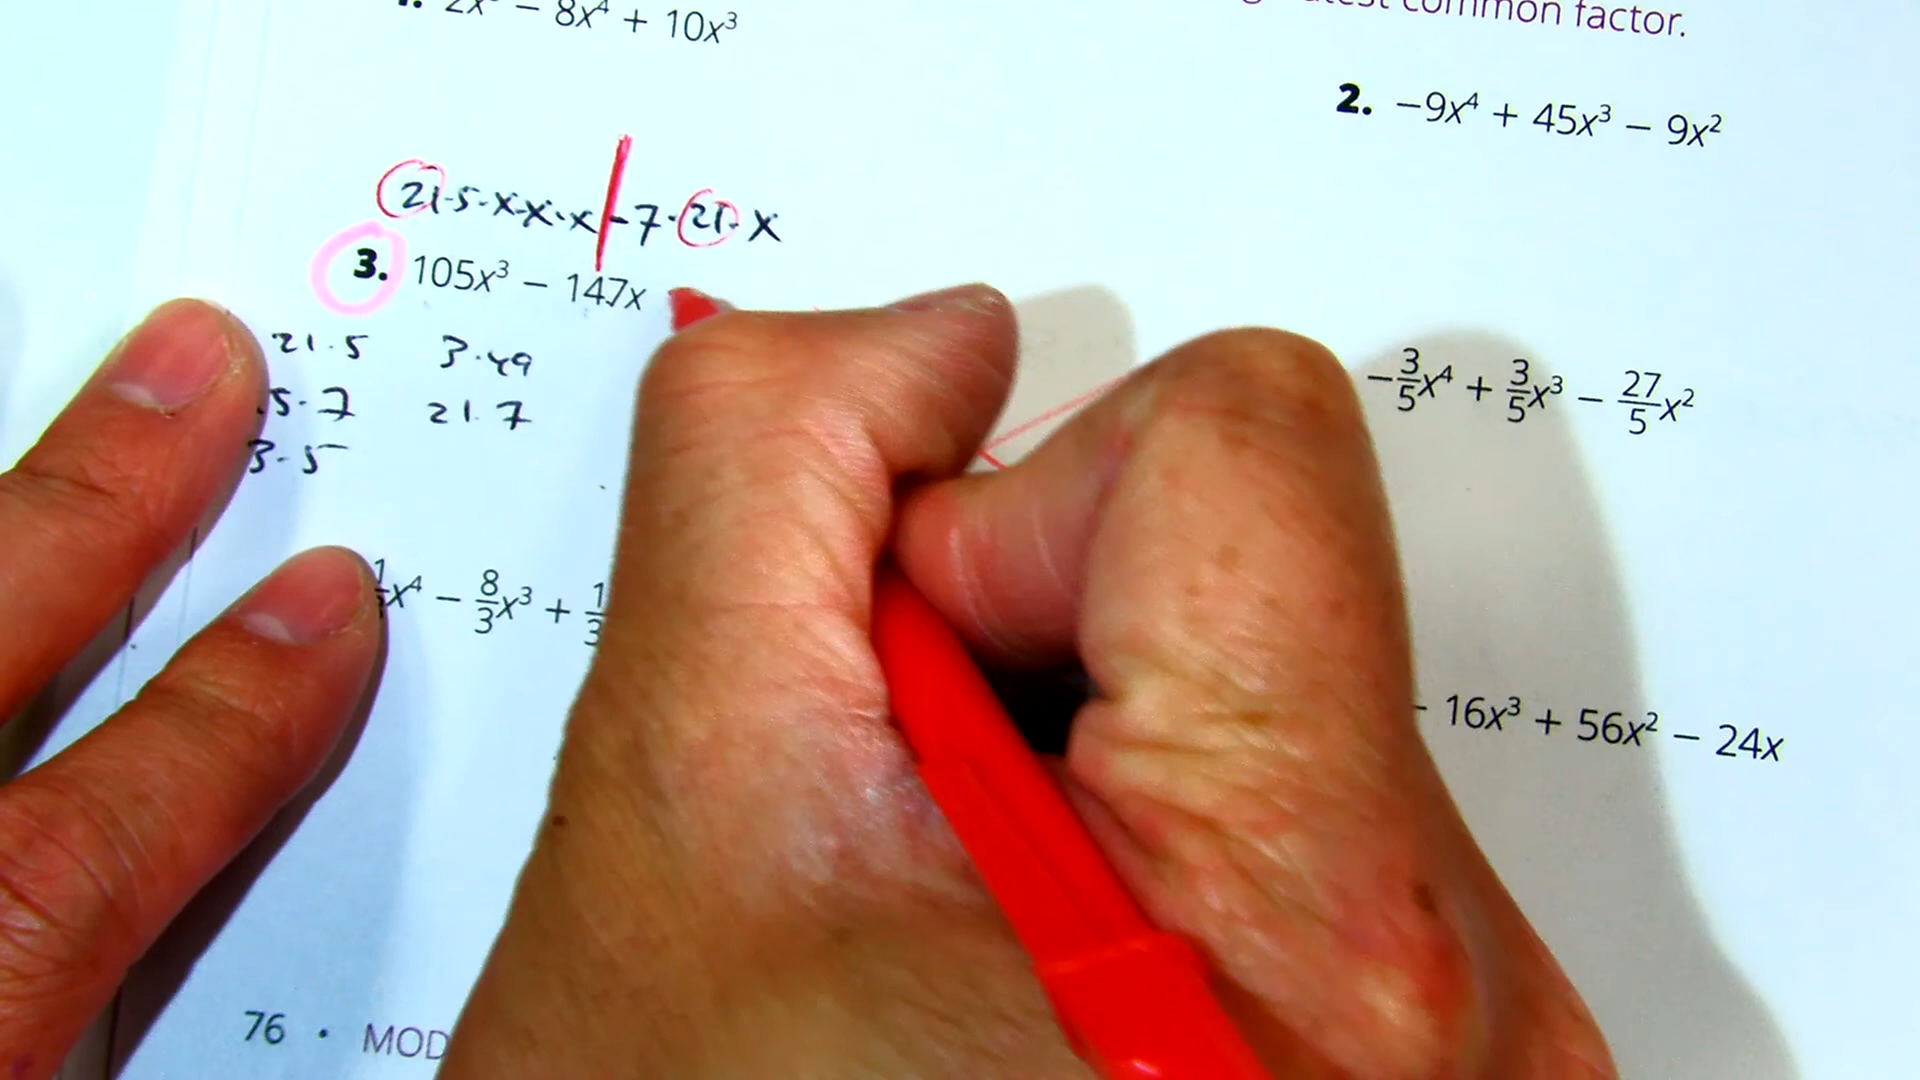 − 8x⁴ + 10x³
common factor.
2. −9x⁴ + 45x³ − 9x²
21·5·x·x·x − 7·21·x
3. 105x³ − 147x
21·5 3·49
5·7 21·7
3·5
−3/5x⁴ + 3/5x³ − 27/5x²
x⁴ − 8/3x³ + 1/3
16x³ + 56x² − 24x
76 • MOD